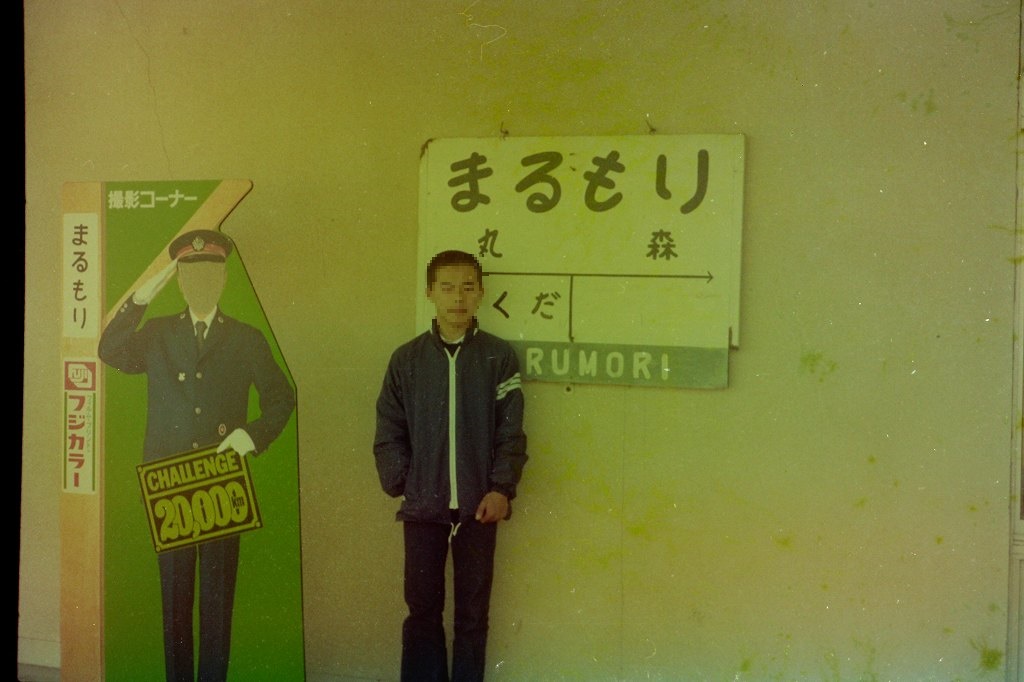 撮影コーナー
まるもり
フジカラー
CHALLENGE
20,000km
まるもり
丸森
くだ
RUMORI